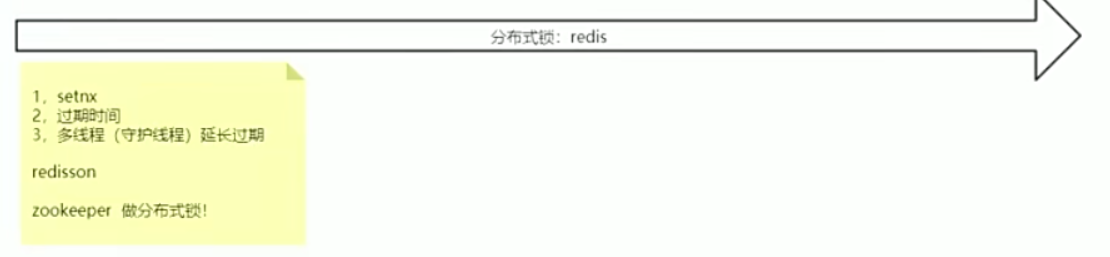 分布式锁：redis
1，setnx
2，过期时间
3，多线程（守护线程）延长过期
redisson
zookeeper 做分布式锁！